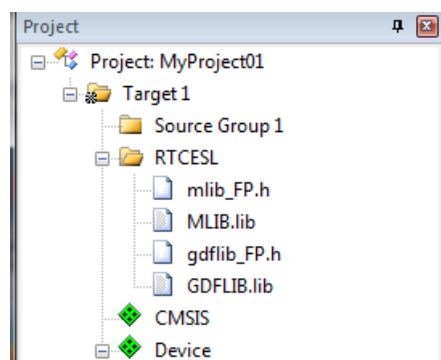 Project
Project: MyProject01
Target 1
Source Group 1
RTCESL
mlib_FP.h
MLIB.lib
gdflib_FP.h
GDFLIB.lib
CMSIS
Device